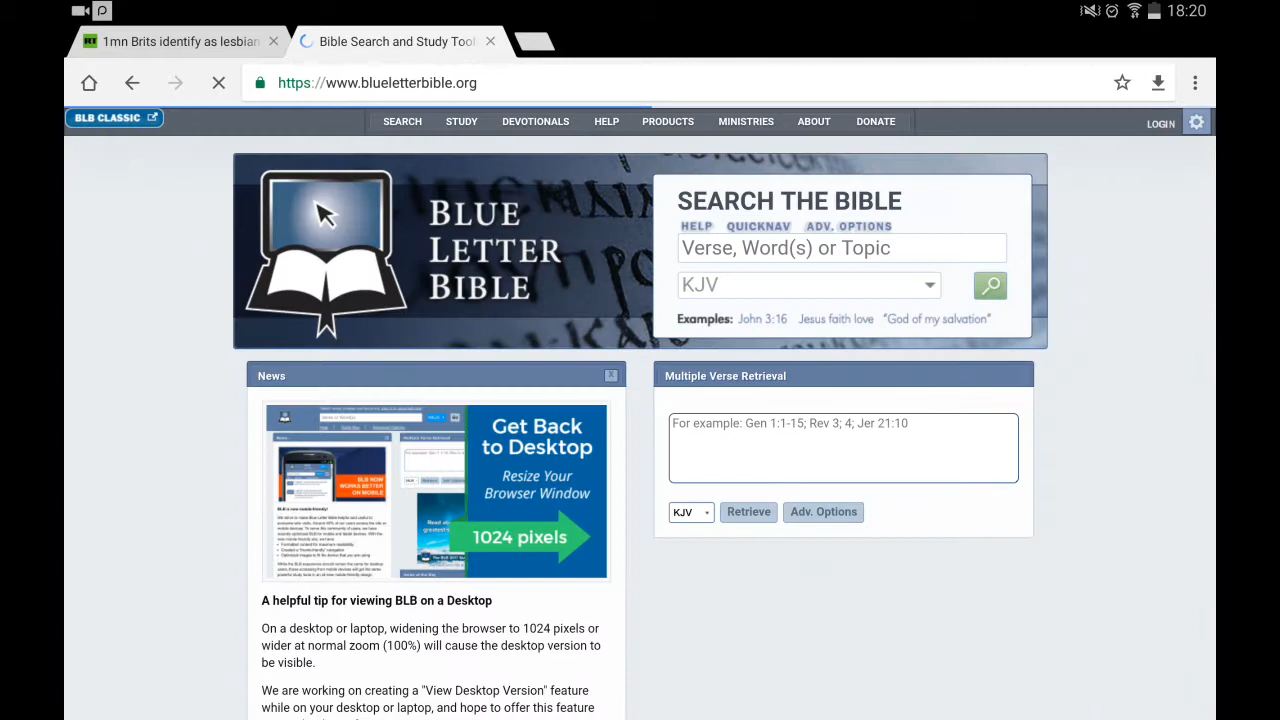 18:20
1mn Brits identify as lesbian
Bible Search and Study Tool
https://www.blueletterbible.org
BLB CLASSIC
SEARCH STUDY DEVOTIONALS HELP PRODUCTS MINISTRIES ABOUT DONATE
LOGIN
BLUE
LETTER
BIBLE
SEARCH THE BIBLE
HELP QUICKNAV ADV. OPTIONS
Verse, Word(s) or Topic
KJV
Examples: John 3:16 Jesus faith love "God of my salvation"
News
X
Get Back
to Desktop
Resize Your
Browser Window
1024 pixels
BLB NOW
WORKS BETTER
ON MOBILE
A helpful tip for viewing BLB on a Desktop
On a desktop or laptop, widening the browser to 1024 pixels or
wider at normal zoom (100%) will cause the desktop version to
be visible.
We are working on creating a "View Desktop Version" feature
while on your desktop or laptop, and hope to offer this feature
Multiple Verse Retrieval
For example: Gen 1:1-15; Rev 3; 4; Jer 21:10
KJV Retrieve Adv. Options